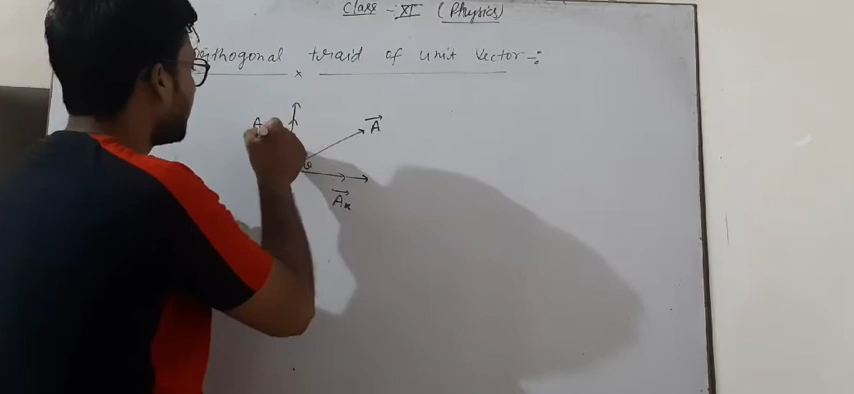 Class - XI (Physics)
Orthogonal traid of unit vector -:
x
A
A
θ
Ax